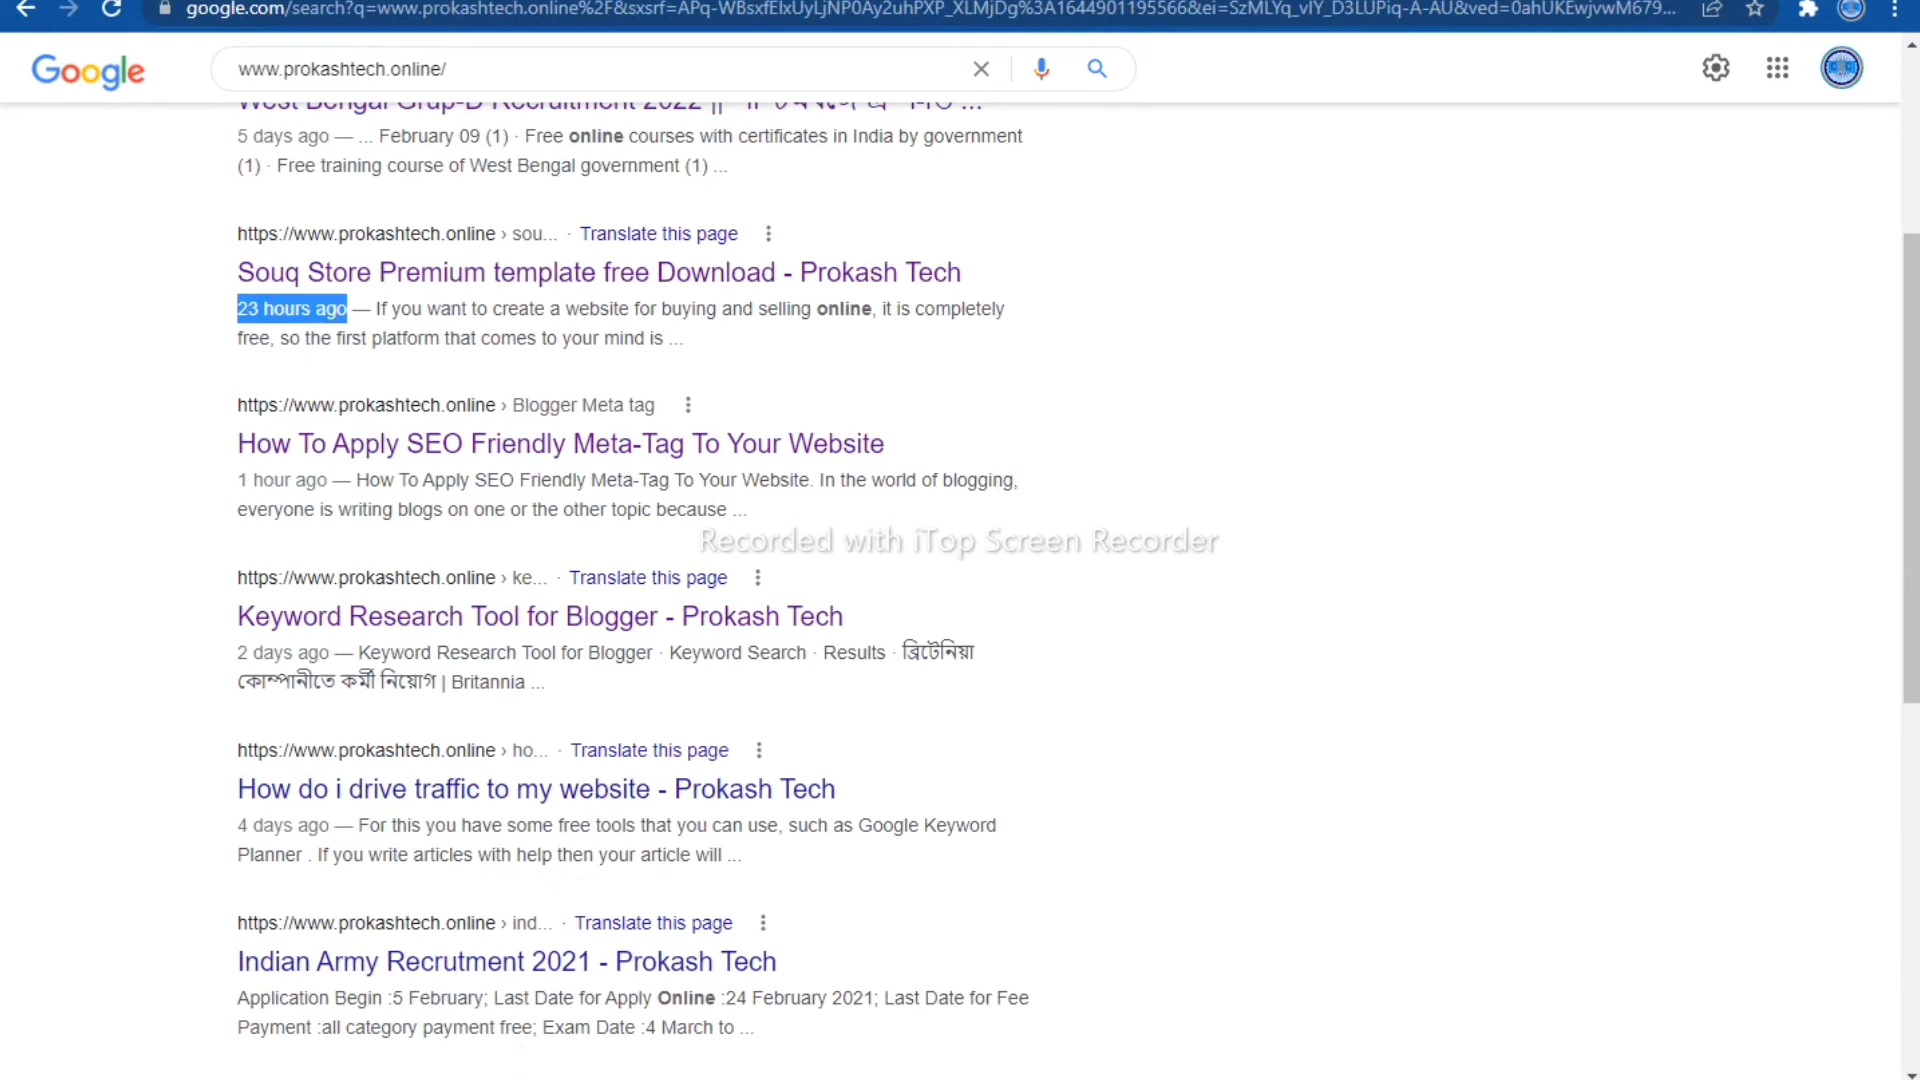 google.com/search?q=www.prokashtech.online%2F&sxsrf=APq-WBsxfEIxUyLjNP0Ay2uhPXP_XLMjDg%3A1644901195566&ei=SzMLYq_vIY_D3LUPiq-A-AU&ved=0ahUKEwjvwM679...
Google
www.prokashtech.online/
West Bengal Grup-D Recruitment 2022 ||
5 days ago — ... February 09 (1) · Free online courses with certificates in India by government
(1) · Free training course of West Bengal government (1) ...
https://www.prokashtech.online › sou... · Translate this page
Souq Store Premium template free Download - Prokash Tech
23 hours ago — If you want to create a website for buying and selling online, it is completely
free, so the first platform that comes to your mind is ...
https://www.prokashtech.online › Blogger Meta tag
How To Apply SEO Friendly Meta-Tag To Your Website
1 hour ago — How To Apply SEO Friendly Meta-Tag To Your Website. In the world of blogging,
everyone is writing blogs on one or the other topic because ...
Recorded with iTop Screen Recorder
https://www.prokashtech.online › ke... · Translate this page
Keyword Research Tool for Blogger - Prokash Tech
2 days ago — Keyword Research Tool for Blogger · Keyword Search · Results · ব্রিটেনিয়া
কোম্পানীতে কর্মী নিয়োগ | Britannia ...
https://www.prokashtech.online › ho... · Translate this page
How do i drive traffic to my website - Prokash Tech
4 days ago — For this you have some free tools that you can use, such as Google Keyword
Planner . If you write articles with help then your article will ...
https://www.prokashtech.online › ind... · Translate this page
Indian Army Recrutment 2021 - Prokash Tech
Application Begin :5 February; Last Date for Apply Online :24 February 2021; Last Date for Fee
Payment :all category payment free; Exam Date :4 March to ...